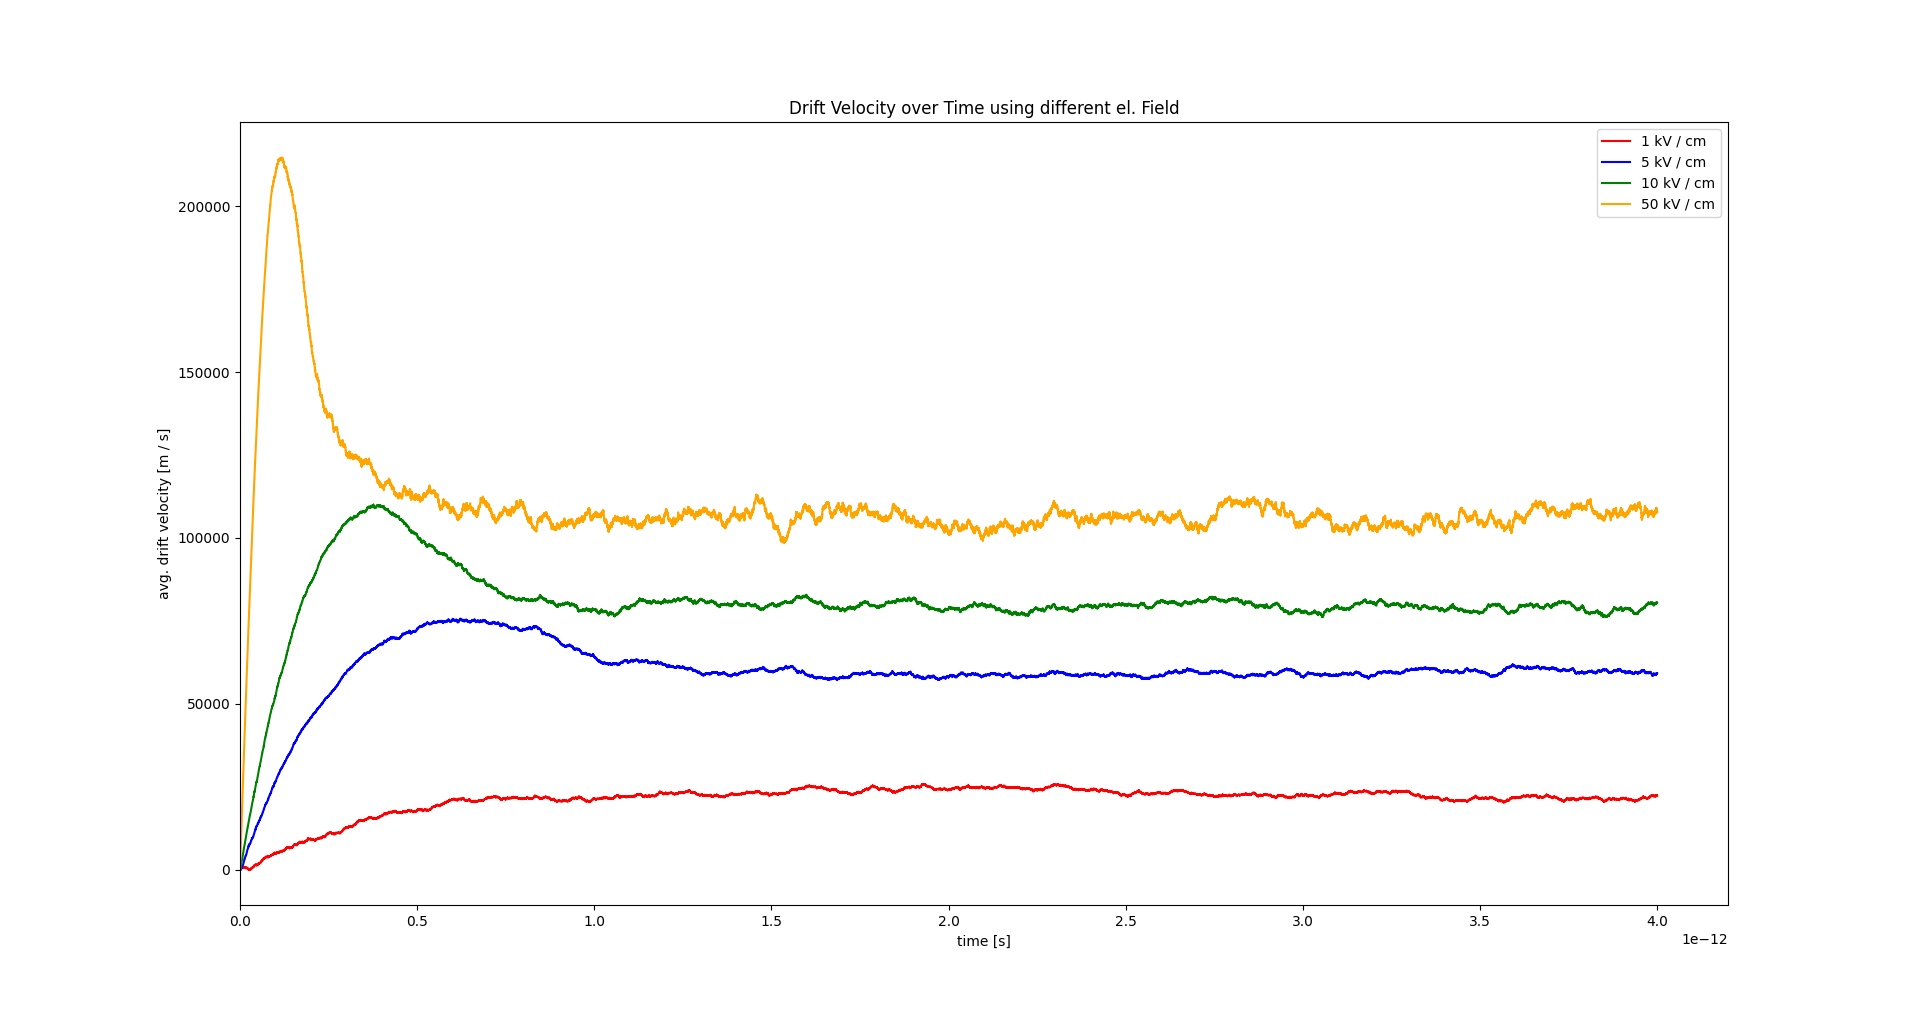 Drift Velocity over Time using different el. Field
1 kV / cm
5 kV / cm
10 kV / cm
50 kV / cm
avg. drift velocity [m / s]
200000
150000
100000
50000
0
0.0 0.5 1.0 1.5 2.0 2.5 3.0 3.5 4.0
time [s]
1e−12